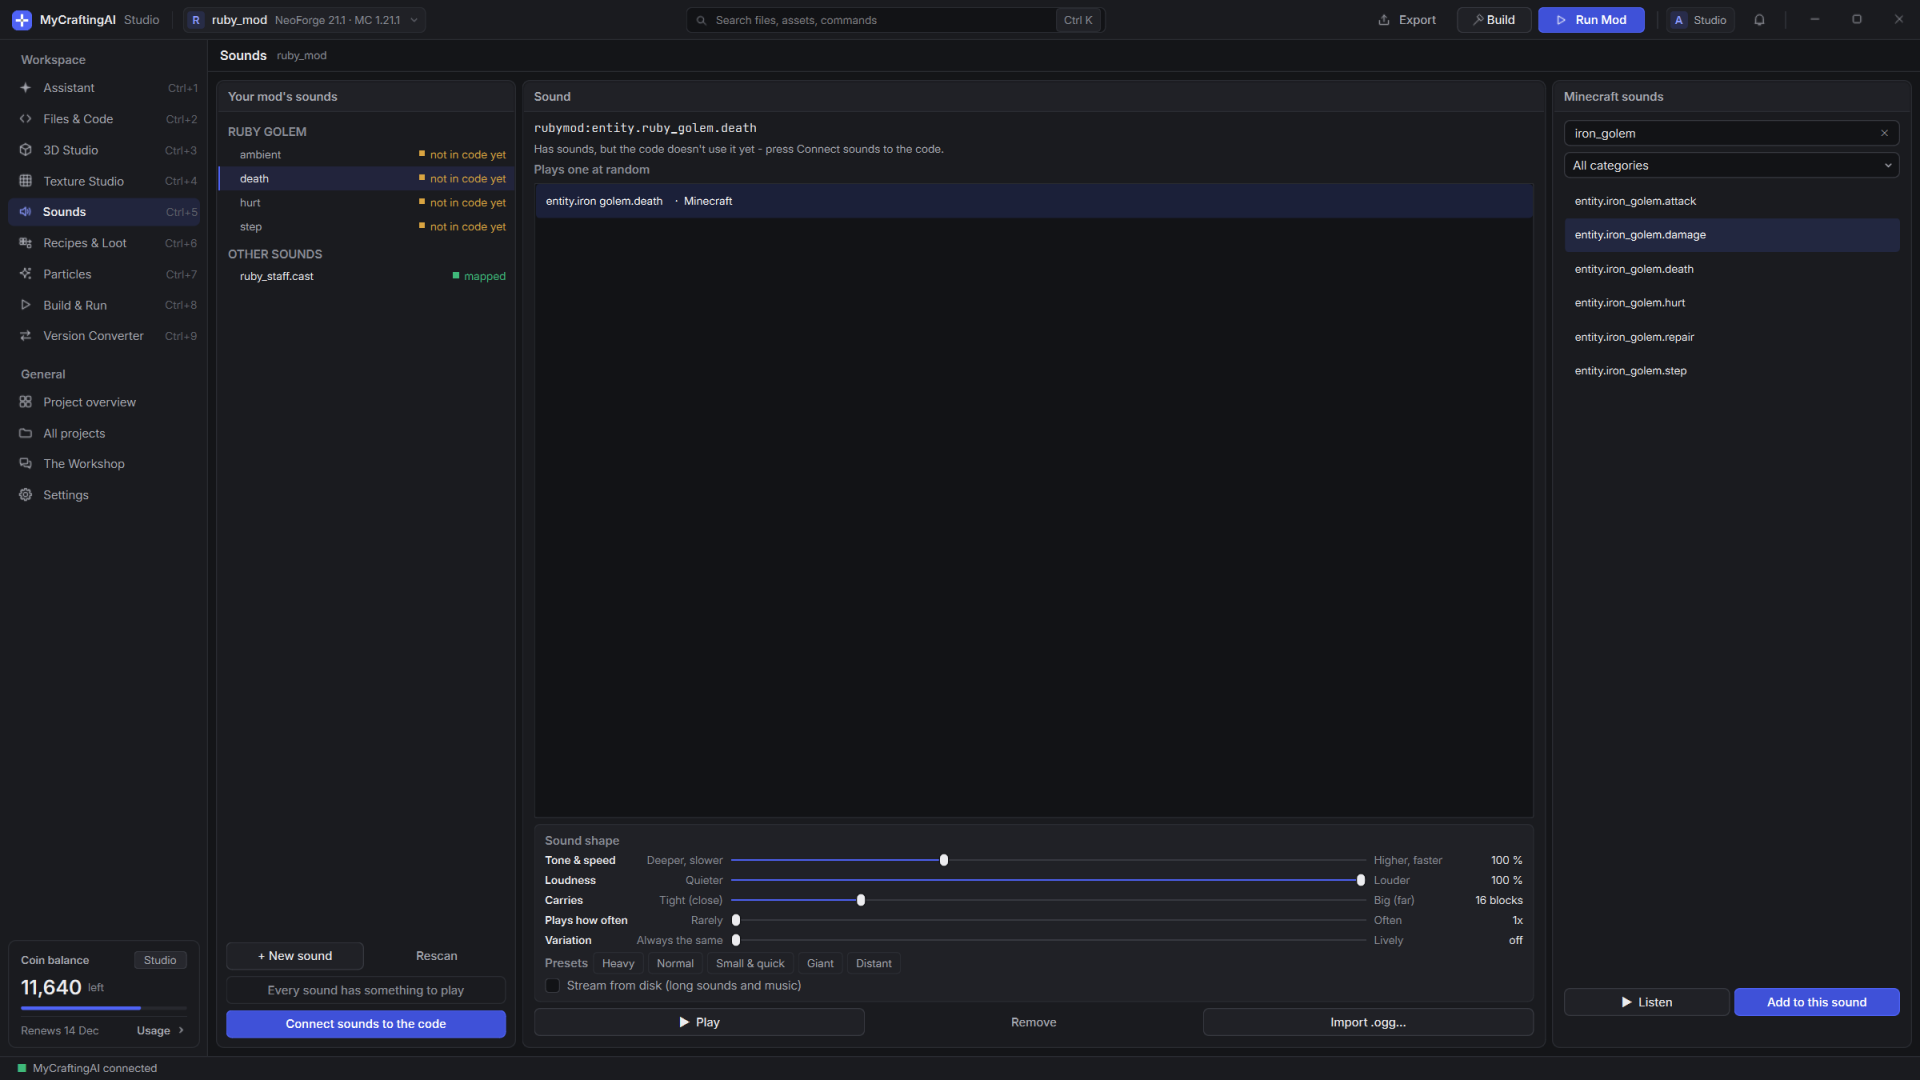 MyCraftingAI Studio
R ruby_mod NeoForge 21.1 · MC 1.21.1
Search files, assets, commands Ctrl K
Export
Build
Run Mod
A Studio
Workspace
Assistant Ctrl+1
Files & Code Ctrl+2
3D Studio Ctrl+3
Texture Studio Ctrl+4
Sounds Ctrl+5
Recipes & Loot Ctrl+6
Particles Ctrl+7
Build & Run Ctrl+8
Version Converter Ctrl+9
General
Project overview
All projects
The Workshop
Settings
Coin balance Studio
11,640 left
Renews 14 Dec Usage
MyCraftingAI connected
Sounds ruby_mod
Your mod's sounds
RUBY GOLEM
ambient not in code yet
death not in code yet
hurt not in code yet
step not in code yet
OTHER SOUNDS
ruby_staff.cast mapped
+ New sound Rescan
Every sound has something to play
Connect sounds to the code
Sound
rubymod:entity.ruby_golem.death
Has sounds, but the code doesn't use it yet - press Connect sounds to the code.
Plays one at random
entity.iron golem.death · Minecraft
Sound shape
Tone & speed Deeper, slower Higher, faster 100 %
Loudness Quieter Louder 100 %
Carries Tight (close) Big (far) 16 blocks
Plays how often Rarely Often 1x
Variation Always the same Lively off
Presets Heavy Normal Small & quick Giant Distant
Stream from disk (long sounds and music)
Play Remove Import .ogg...
Minecraft sounds
iron_golem
All categories
entity.iron_golem.attack
entity.iron_golem.damage
entity.iron_golem.death
entity.iron_golem.hurt
entity.iron_golem.repair
entity.iron_golem.step
Listen Add to this sound